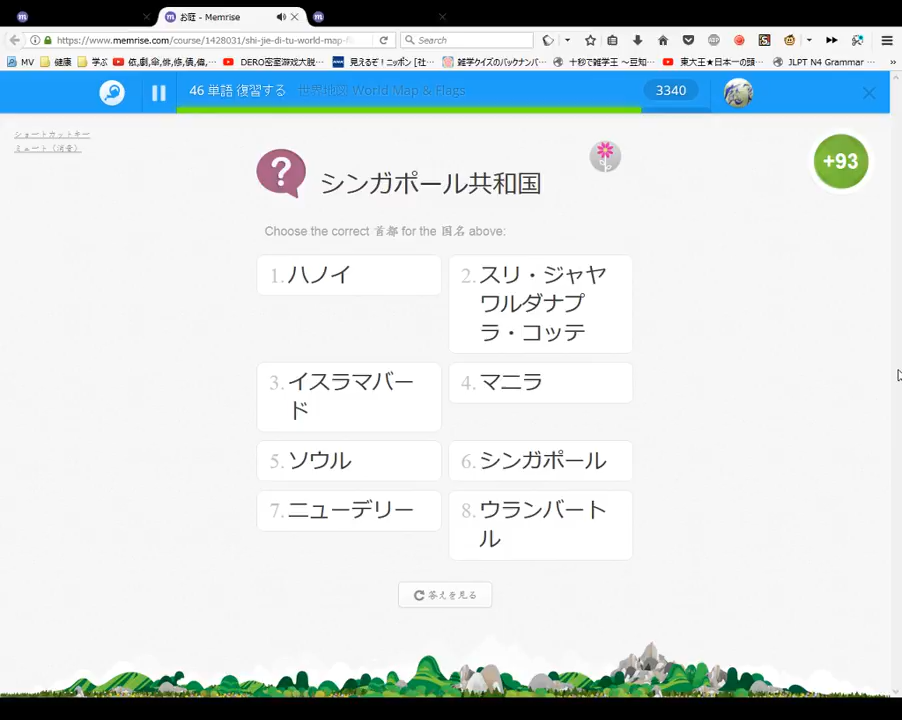 お庭 - Memrise
https://www.memrise.com/course/1428031/shi-jie-di-tu-world-map-f
Search
MV 健康 学ぶ DERO密室游戏大脱… 見えるぞ！ニッポン [社… 雑学クイズのバックナンバ… 十秒で雑学王 ～豆知… 東大王★日本一の頭… JLPT N4 Grammar …
46 単語 復習する 世界地図 World Map & Flags
3340
ショートカットキー
ミュート（消音）
+93
シンガポール共和国
Choose the correct 首都 for the 国名 above:
1. ハノイ
2. スリ・ジャヤ
ワルダナプ
ラ・コッテ
3. イスラマバー
ド
4. マニラ
5. ソウル
6. シンガポール
7. ニューデリー
8. ウランバート
ル
答えを見る